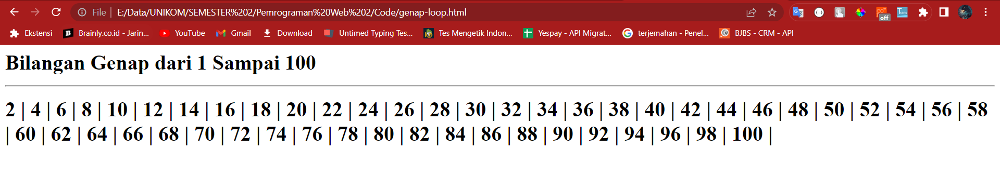 File | E:/Data/UNIKOM/SEMESTER%202/Pemrograman%20Web%202/Code/genap-loop.html
com
off
Trans
Ekstensi Brainly.co.id - Jarin... YouTube Gmail Download Untimed Typing Tes... Tes Mengetik Indon... Yespay - API Migrat... terjemahan - Penel... BJBS - CRM - API
Bilangan Genap dari 1 Sampai 100
2 | 4 | 6 | 8 | 10 | 12 | 14 | 16 | 18 | 20 | 22 | 24 | 26 | 28 | 30 | 32 | 34 | 36 | 38 | 40 | 42 | 44 | 46 | 48 | 50 | 52 | 54 | 56 | 58
| 60 | 62 | 64 | 66 | 68 | 70 | 72 | 74 | 76 | 78 | 80 | 82 | 84 | 86 | 88 | 90 | 92 | 94 | 96 | 98 | 100 |